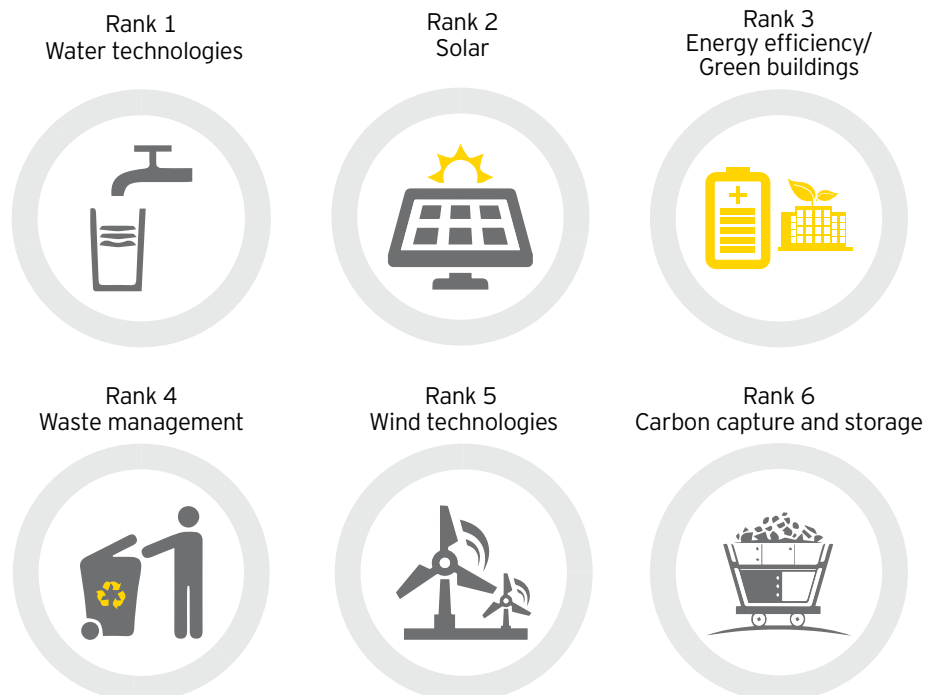 Rank 1
Water technologies
Rank 2
Solar
Rank 3
Energy efficiency/
Green buildings
Rank 4
Waste management
Rank 5
Wind technologies
Rank 6
Carbon capture and storage